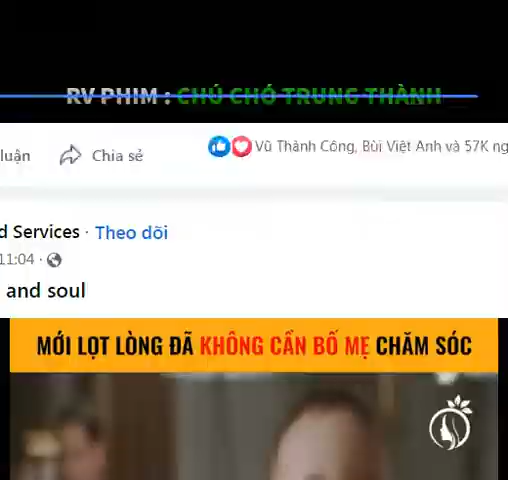 RV PHIM : CHÚ CHÓ TRUNG THÀNH
luận Chia sẻ Vũ Thành Công, Bùi Việt Anh và 57K ng
d Services · Theo dõi
11:04 ·
and soul
MỚI LỌT LÒNG ĐÃ KHÔNG CẦN BỐ MẸ CHĂM SÓC